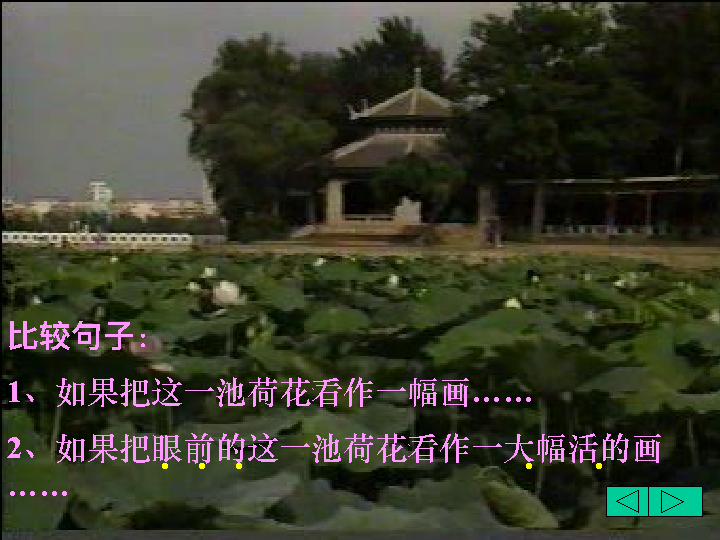 比较句子:
1、如果把这一池荷花看作一幅画……
2、如果把眼前的这一池荷花看作一大幅活的画
……